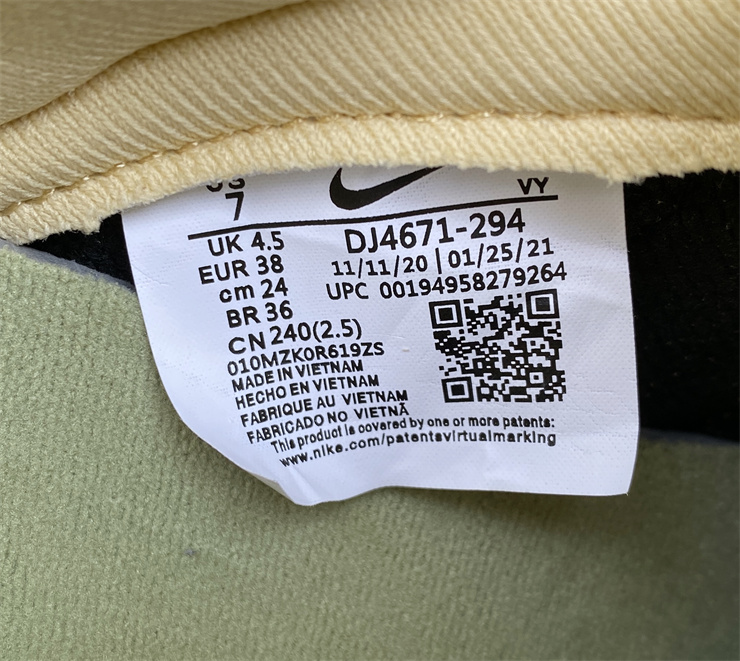 US
7
VY
UK 4.5
EUR 38
cm 24
BR 36
CN 240(2.5)
DJ4671-294
11/11/20 | 01/25/21
UPC 00194958279264
010MZK0R619ZS
MADE IN VIETNAM
HECHO EN VIETNAM
FABRIQUE AU VIETNAM
FABRICADO NO VIETNÃ
This product is covered by one or more patents:
www.nike.com/patentsvirtualmarking